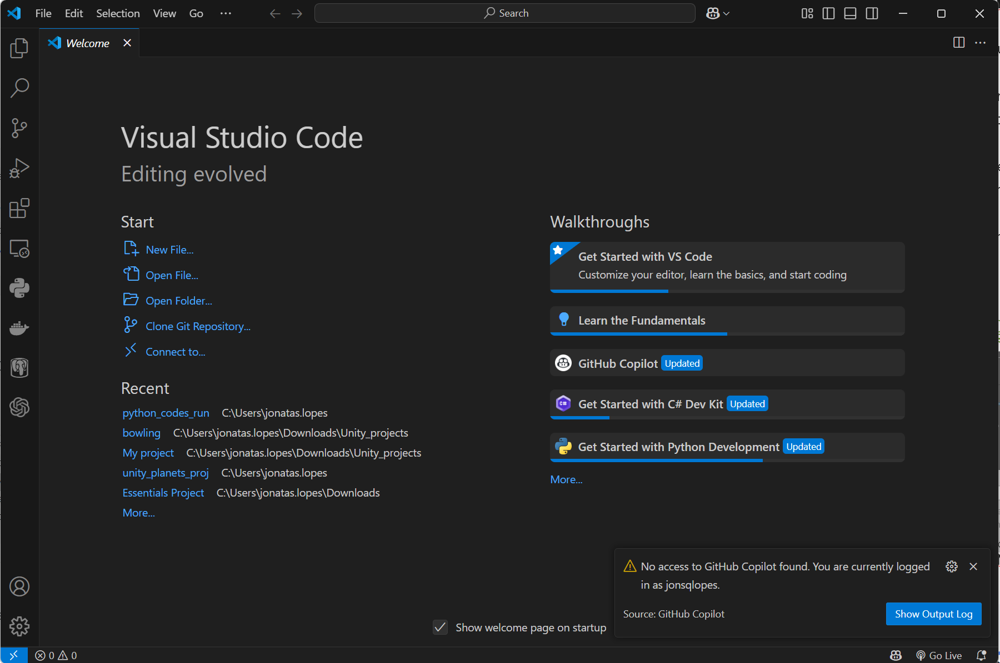 File Edit Selection View Go ···
Search
Welcome
Visual Studio Code
Editing evolved
Start
New File...
Open File...
Open Folder...
Clone Git Repository...
Connect to...
Recent
python_codes_run C:\Users\jonatas.lopes
bowling C:\Users\jonatas.lopes\Downloads\Unity_projects
My project C:\Users\jonatas.lopes\Downloads\Unity_projects
unity_planets_proj C:\Users\jonatas.lopes
Essentials Project C:\Users\jonatas.lopes\Downloads
More...
Walkthroughs
Get Started with VS Code
Customize your editor, learn the basics, and start coding
Learn the Fundamentals
GitHub Copilot Updated
C# Get Started with C# Dev Kit Updated
Get Started with Python Development Updated
More...
No access to GitHub Copilot found. You are currently logged
in as jonsqlopes.
Source: GitHub Copilot
Show Output Log
Show welcome page on startup
0 0
Go Live